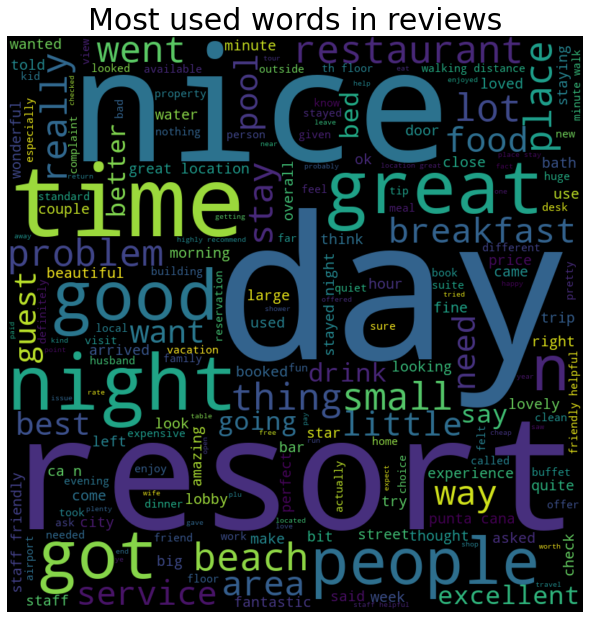 Most used words in reviews
wanted
went
minute
restaurant
view
available
told
looked
outside
th floor
walking distance
minute walk
kid
nice
pool
lot
place
staying
loved
wonderful
especially
really
complaint
bad
property
water
nothing
person
stayed
given
know
help
leave
near
bed
door
food
new
better
great location
overall
ok
close
bath
huge
time
great
stay
feel
tip
meal
use
desk
standard
couple
return
getting
breakfast
problem
morning
highly recommend
far
think
different
price
pretty
away
guest
beautiful
building
day
came
good
large
stayed night
quiet
hour
book
suite
tried
offered
shower
reservation
definitely
local
visit
want
used
sure
fine
need
trip
right
arrived
vacation
family
husband
booked
fun
looking
night
thing
drink
small
n
lovely
clean
friendly helpful
issue
rate
best
going
little
say
left
expensive
look
table
free
star
home
felt
cheap
ca n
amazing
bar
resort
way
experience
called
buffet
quite
enjoy
perfect
actually
try
choice
evening
come
dinner
wife
lobby
expect
offer
staff friendly
took
plenty
located
punta cana
needed
ask
city
gave
work
make
bit
street
thought
asked
shop
worth
check
airport
got
friend
big
beach
people
floor
area
staff
service
fantastic
said
week
staff helpful
travel
excellent